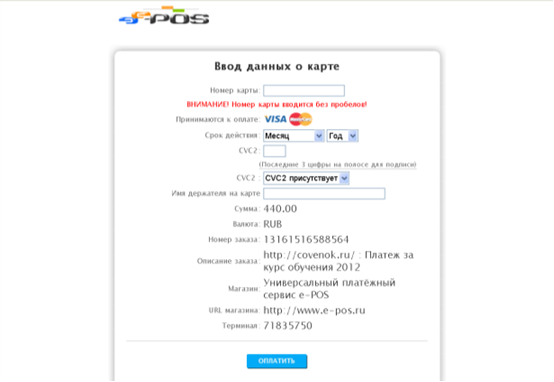 e-POS
Ввод данных о карте
Номер карты:
ВНИМАНИЕ! Номер карты вводится без пробелов!
Принимаются к оплате: VISA MasterCard
Срок действия: Месяц Год
CVC2:
(Последние 3 цифры на полосе для подписи)
CVC2 : CVC2 присутствует
Имя держателя на карте
Сумма: 440.00
Валюта: RUB
Номер заказа: 13161516588564
Описание заказа: http://covenok.ru/ : Платеж за
курс обучения 2012
Магазин: Универсальный платёжный
сервис e-POS
URL магазина: http://www.e-pos.ru
Терминал: 71835750
ОПЛАТИТЬ